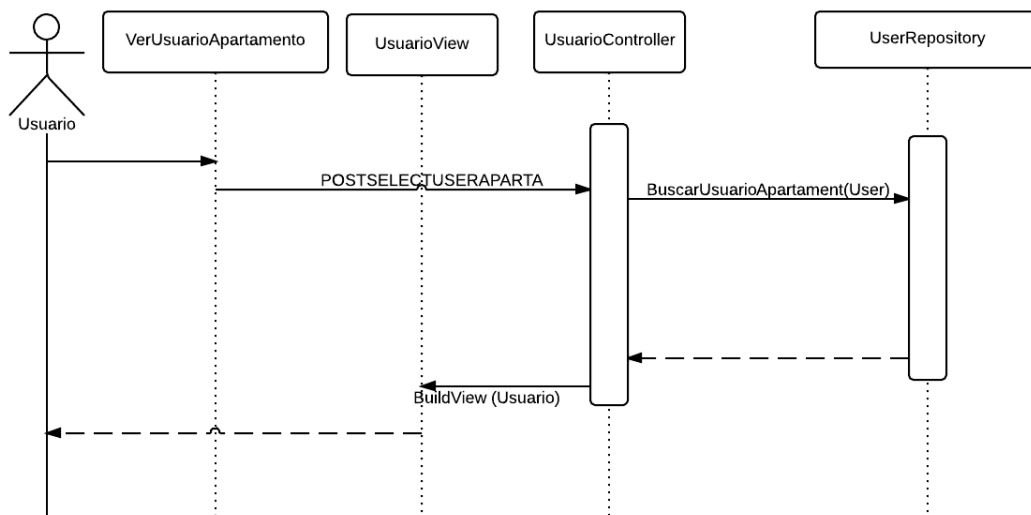 VerUsuarioApartamento
UsuarioView
UsuarioController
UserRepository
Usuario
POSTSELECTUSERAPARTA
BuscarUsuarioApartament(User)
BuildView (Usuario)